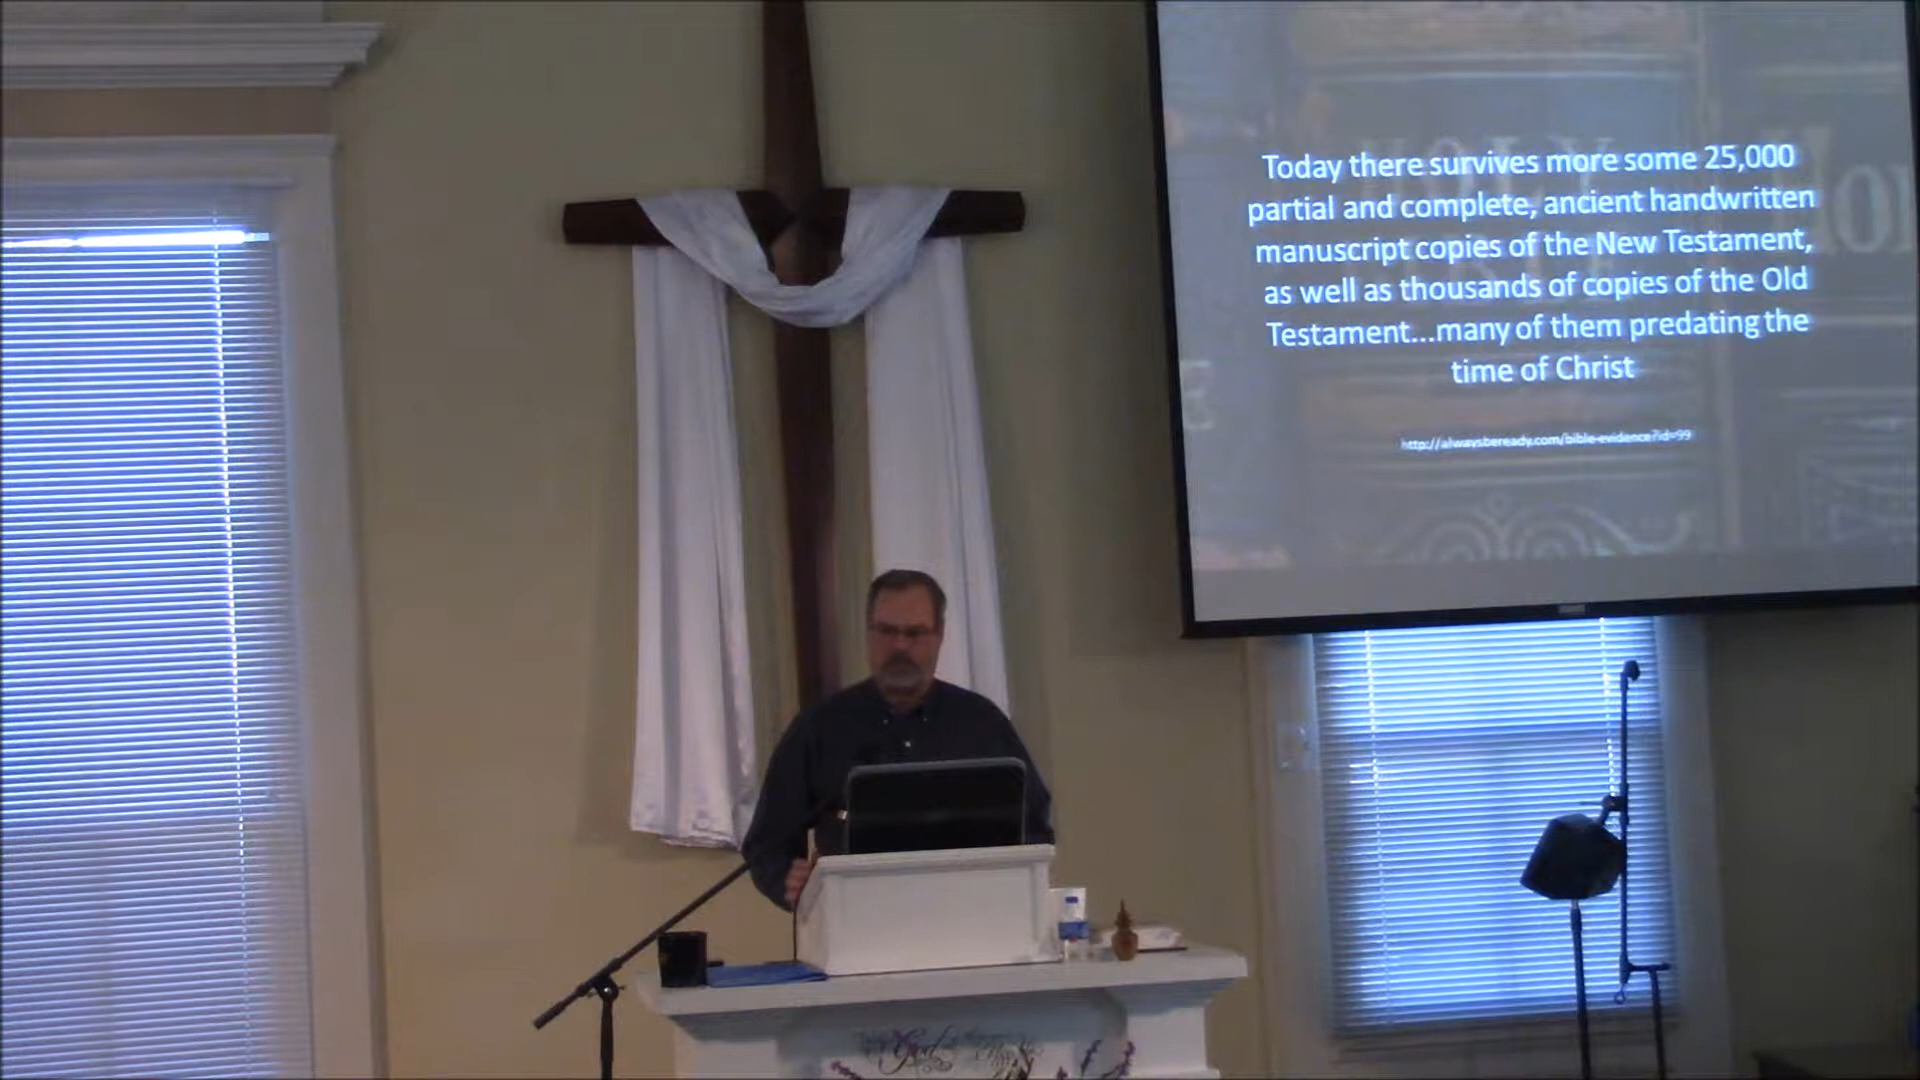 Today there survives more some 25,000
partial and complete, ancient handwritten
manuscript copies of the New Testament,
as well as thousands of copies of the Old
Testament...many of them predating the
time of Christ
http://alwaysbeready.com/bible-evidence?id=99
HOLY
God